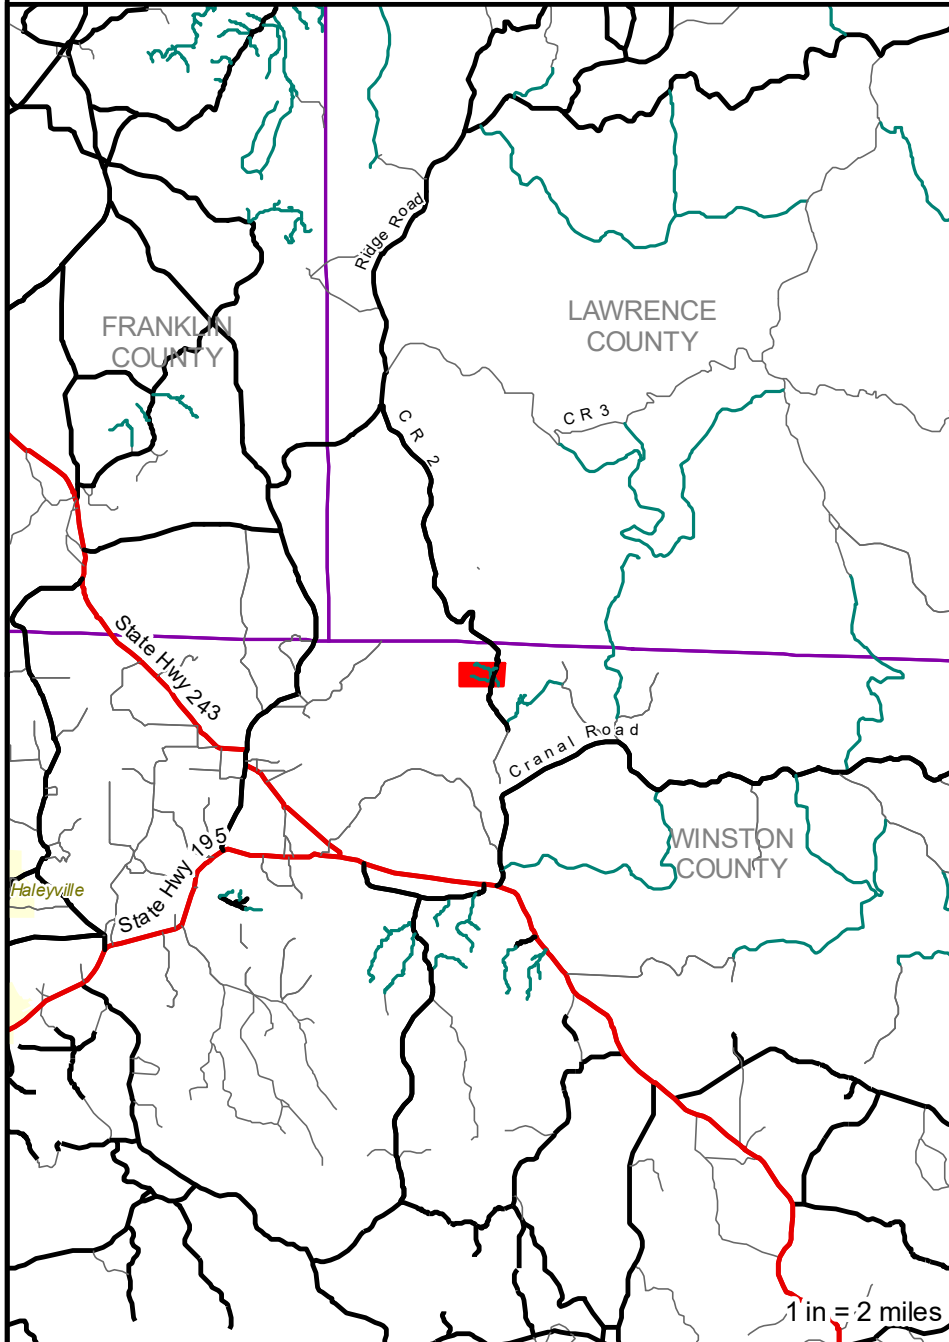 Ridge Road
LAWRENCE
COUNTY
FRANKLIN
COUNTY
CR 2
CR 3
State Hwy 243
Cranal Road
WINSTON
COUNTY
State Hwy 195
Haleyville
1 in = 2 miles